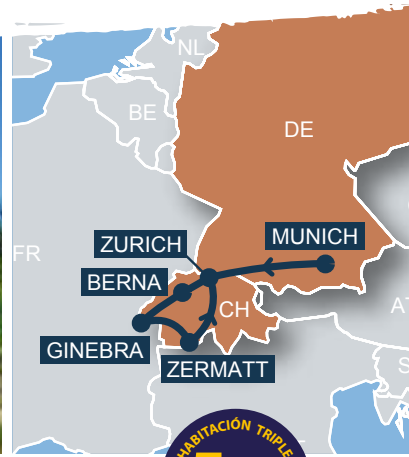 NL
BE
DE
FR
ZURICH
MUNICH
BERNA
CH
GINEBRA
ZERMATT
HABITACIÓN TRIPLE